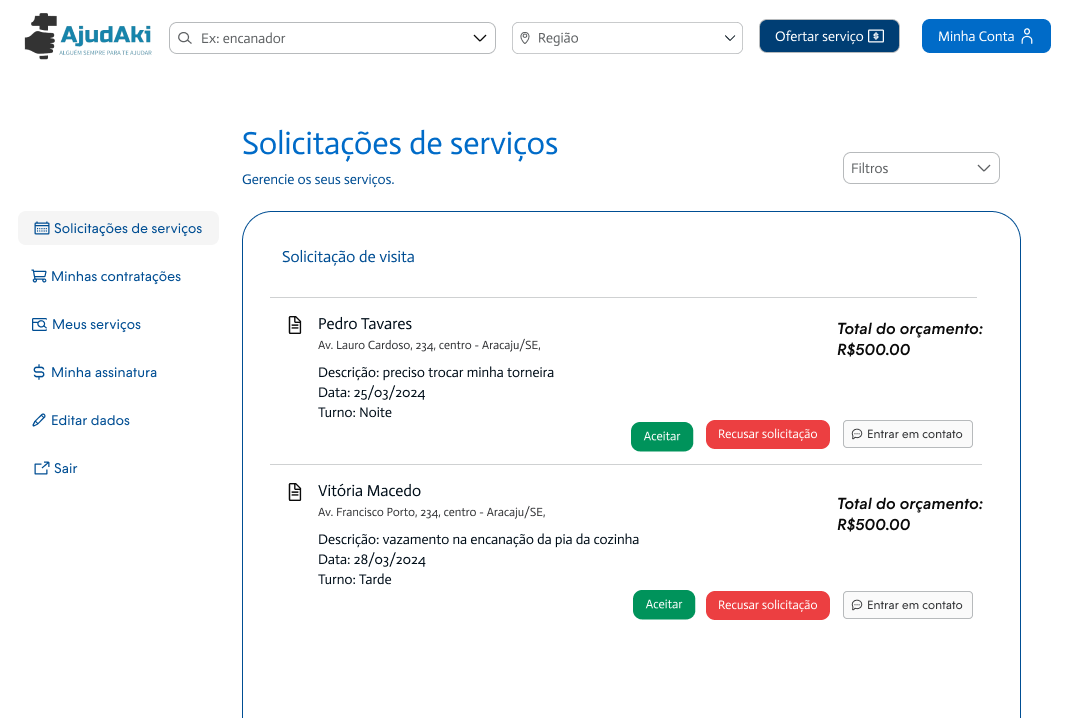 AjudAki
ALGUÉM SEMPRE PARA TE AJUDAR
Ex: encanador
Região
Ofertar serviço
Minha Conta
Solicitações de serviços
Gerencie os seus serviços.
Filtros
Solicitações de serviços
Minhas contratações
Meus serviços
Minha assinatura
Editar dados
Sair
Solicitação de visita
Pedro Tavares
Av. Lauro Cardoso, 234, centro - Aracaju/SE,
Descrição: preciso trocar minha torneira
Data: 25/03/2024
Turno: Noite
Total do orçamento:
R$500.00
Aceitar
Recusar solicitação
Entrar em contato
Vitória Macedo
Av. Francisco Porto, 234, centro - Aracaju/SE,
Descrição: vazamento na encanação da pia da cozinha
Data: 28/03/2024
Turno: Tarde
Total do orçamento:
R$500.00
Aceitar
Recusar solicitação
Entrar em contato